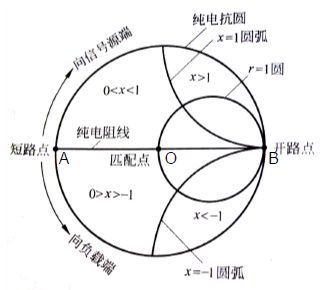 纯电抗圆
向信号源端
x=1圆弧
r=1圆
0<x<1
x>1
纯电阻线
短路点
A
O
B
开路点
匹配点
0>x>-1
x<-1
向负载端
x=-1圆弧